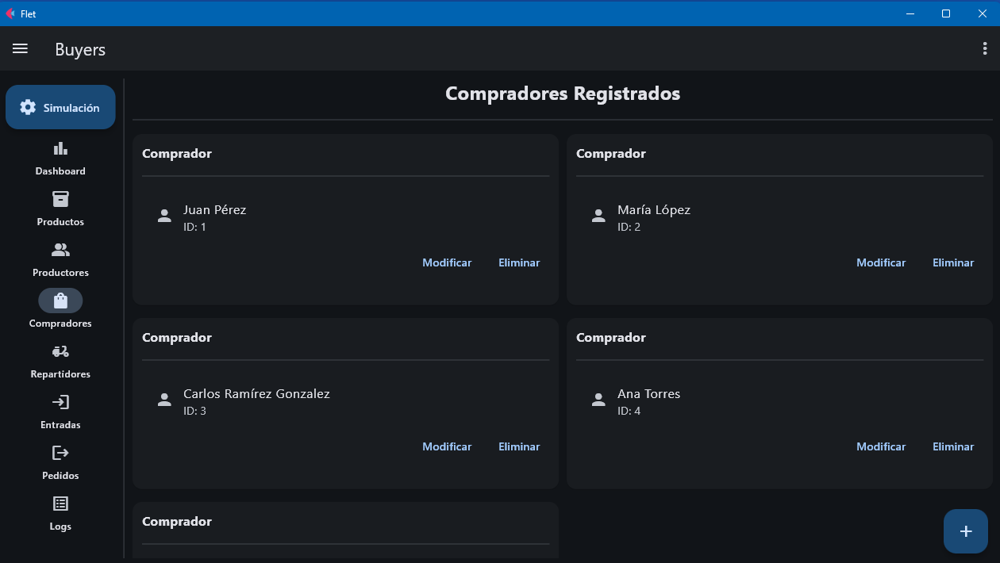 Flet
Buyers
Simulación
Dashboard
Productos
Productores
Compradores
Repartidores
Entradas
Pedidos
Logs
Compradores Registrados
Comprador
Juan Pérez
ID: 1
Modificar Eliminar
Comprador
María López
ID: 2
Modificar Eliminar
Comprador
Carlos Ramírez Gonzalez
ID: 3
Modificar Eliminar
Comprador
Ana Torres
ID: 4
Modificar Eliminar
Comprador